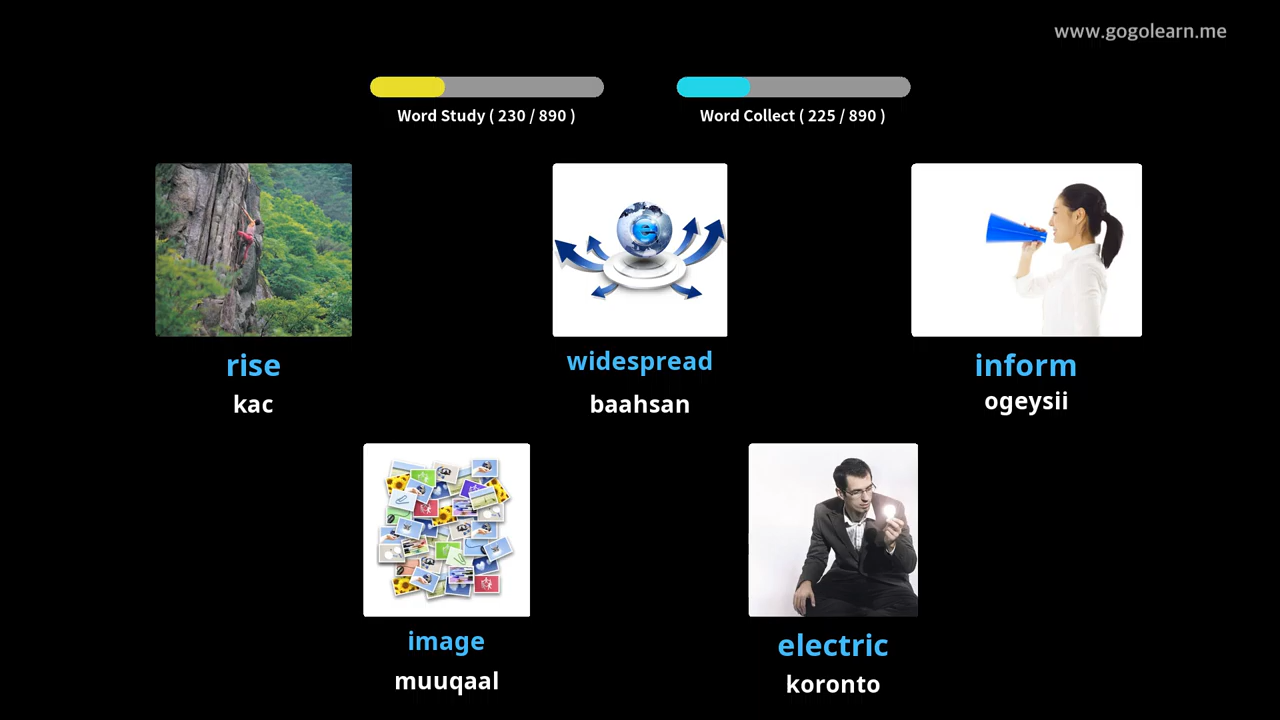 www.gogolearn.me
Word Study ( 230 / 890 )
Word Collect ( 225 / 890 )
rise
kac
widespread
baahsan
inform
ogeysii
image
muuqaal
electric
koronto